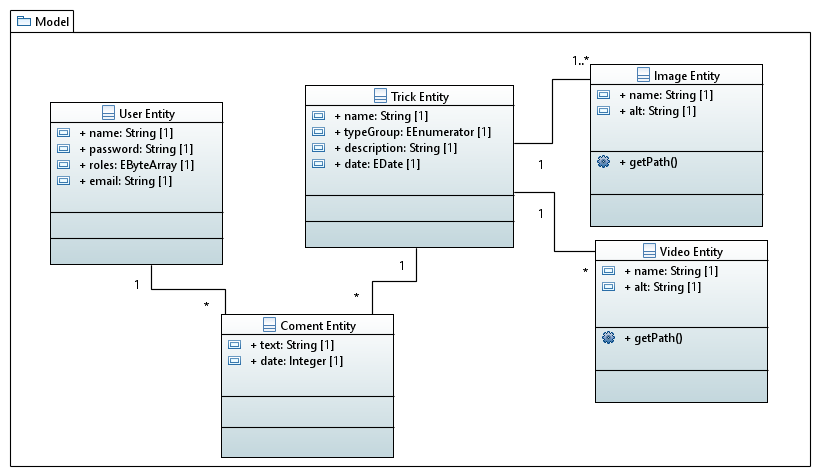 Model
User Entity
+ name: String [1]
+ password: String [1]
+ roles: EByteArray [1]
+ email: String [1]
Trick Entity
+ name: String [1]
+ typeGroup: EEnumerator [1]
+ description: String [1]
+ date: EDate [1]
1..*
1
1
*
Image Entity
+ name: String [1]
+ alt: String [1]
+ getPath()
Video Entity
+ name: String [1]
+ alt: String [1]
+ getPath()
1
*
1
*
Coment Entity
+ text: String [1]
+ date: Integer [1]